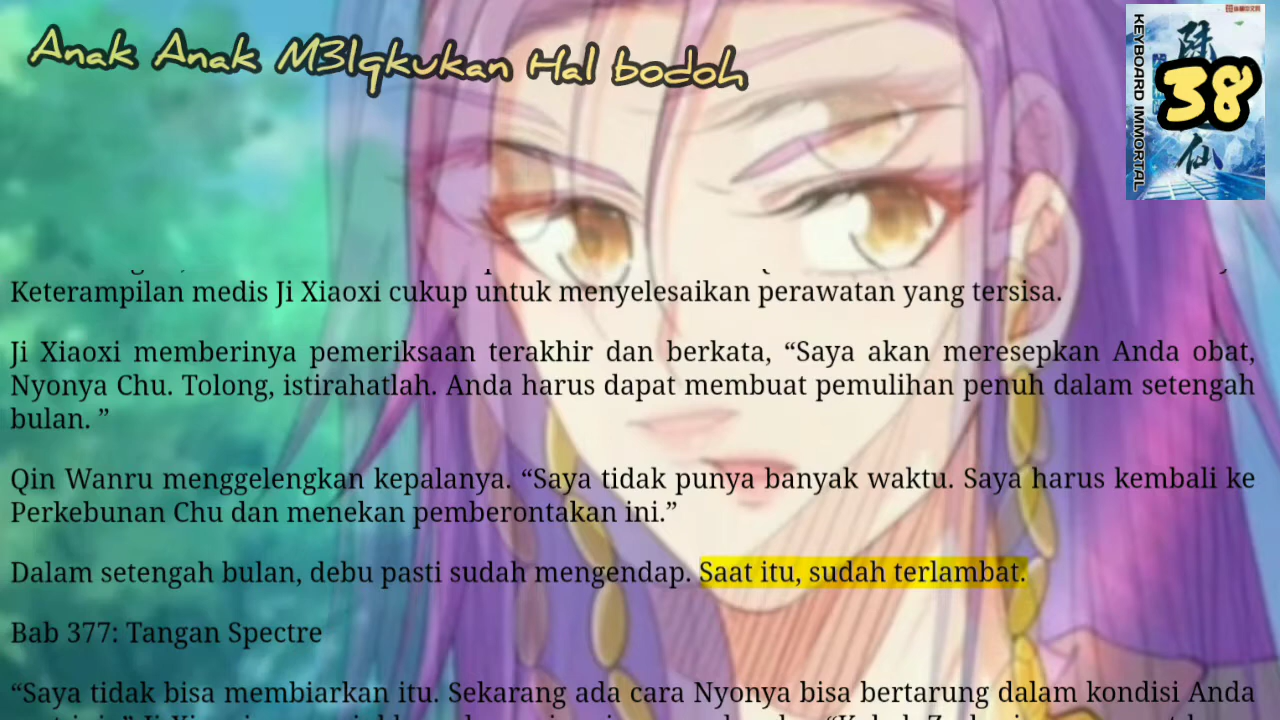 Anak Anak M3lqkukan Hal bodoh
KEYBOARD IMMORTAL
38
仙
Keterampilan medis Ji Xiaoxi cukup untuk menyelesaikan perawatan yang tersisa.
Ji Xiaoxi memberinya pemeriksaan terakhir dan berkata, “Saya akan meresepkan Anda obat,
Nyonya Chu. Tolong, istirahatlah. Anda harus dapat membuat pemulihan penuh dalam setengah
bulan. ”
Qin Wanru menggelengkan kepalanya. “Saya tidak punya banyak waktu. Saya harus kembali ke
Perkebunan Chu dan menekan pemberontakan ini.”
Dalam setengah bulan, debu pasti sudah mengendap. Saat itu, sudah terlambat.
Bab 377: Tangan Spectre
“Saya tidak bisa membiarkan itu. Sekarang ada cara Nyonya bisa bertarung dalam kondisi Anda